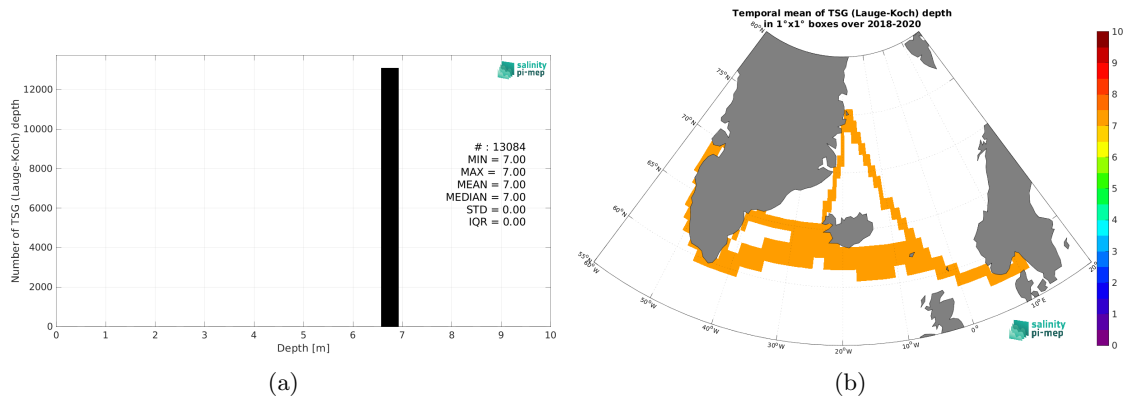 salinity
pi-mep
Number of TSG (Lauge-Koch) depth
12000
10000
8000
6000
4000
2000
0
# : 13084
MIN = 7.00
MAX = 7.00
MEAN = 7.00
MEDIAN = 7.00
STD = 0.00
IQR = 0.00
0 1 2 3 4 5 6 7 8 9 10
Depth [m]
(a)
Temporal mean of TSG (Lauge-Koch) depth
in 1°x1° boxes over 2018-2020
80°N
75°N
70°N
65°N
60°N
55°N
60°W
50°W
40°W
30°W
20°W
10°W
0°
10°E
10
9
8
7
6
5
4
3
2
1
0
salinity
pi-mep
(b)